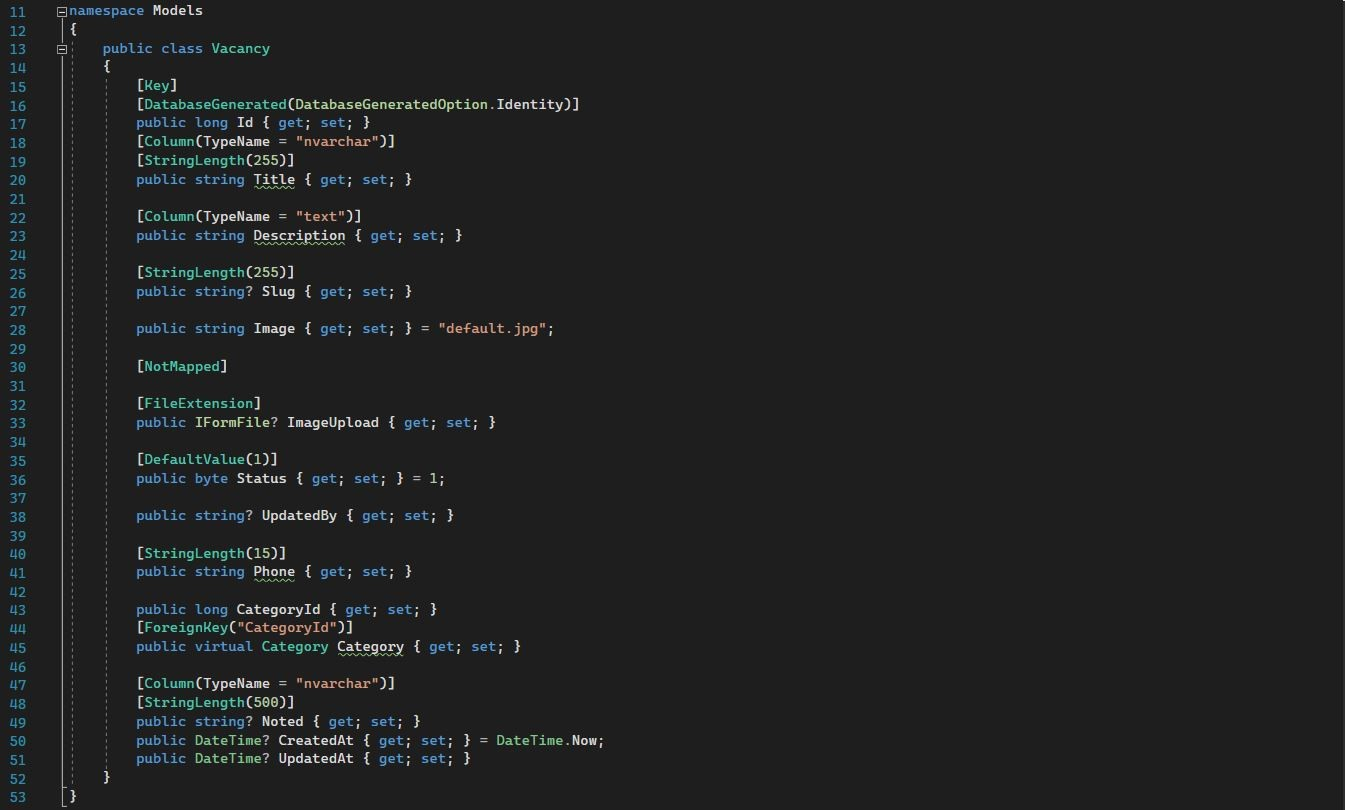 11 namespace Models
12 {
13     public class Vacancy
14     {
15         [Key]
16         [DatabaseGenerated(DatabaseGeneratedOption.Identity)]
17         public long Id { get; set; }
18         [Column(TypeName = "nvarchar")]
19         [StringLength(255)]
20         public string Title { get; set; }
21
22         [Column(TypeName = "text")]
23         public string Description { get; set; }
24
25         [StringLength(255)]
26         public string? Slug { get; set; }
27
28         public string Image { get; set; } = "default.jpg";
29
30         [NotMapped]
31
32         [FileExtension]
33         public IFormFile? ImageUpload { get; set; }
34
35         [DefaultValue(1)]
36         public byte Status { get; set; } = 1;
37
38         public string? UpdatedBy { get; set; }
39
40         [StringLength(15)]
41         public string Phone { get; set; }
42
43         public long CategoryId { get; set; }
44         [ForeignKey("CategoryId")]
45         public virtual Category Category { get; set; }
46
47         [Column(TypeName = "nvarchar")]
48         [StringLength(500)]
49         public string? Noted { get; set; }
50         public DateTime? CreatedAt { get; set; } = DateTime.Now;
51         public DateTime? UpdatedAt { get; set; }
52     }
53 }